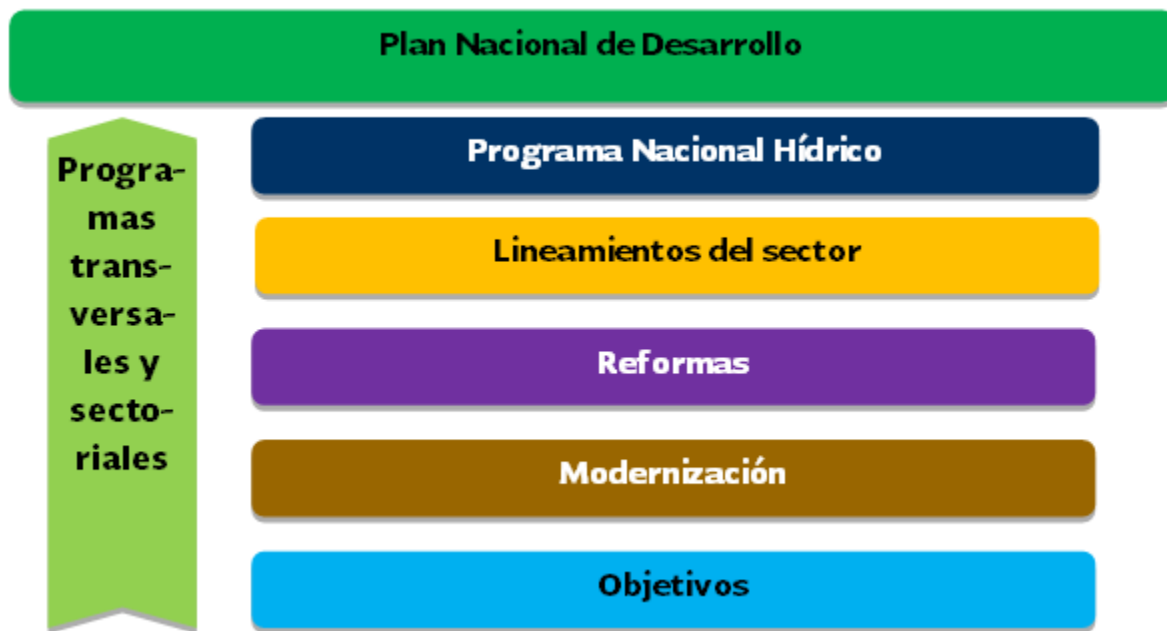 Plan Nacional de Desarrollo
Progra-
mas
trans-
versa-
les y
secto-
riales
Programa Nacional Hídrico
Lineamientos del sector
Reformas
Modernización
Objetivos